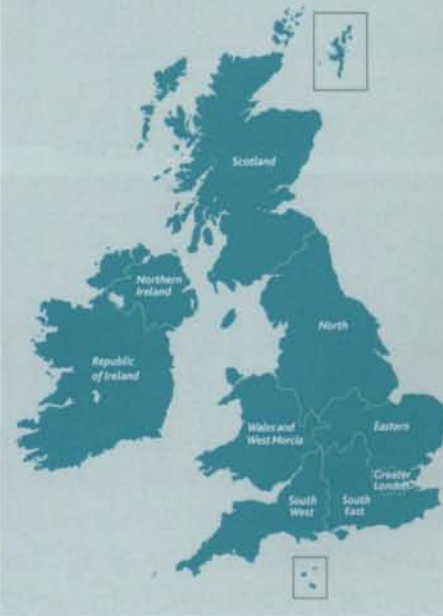 Scotland
Northern
Ireland
North
Republic
of Ireland
Wales and
West Mercia
Eastern
Greater
London
South
West
South
East